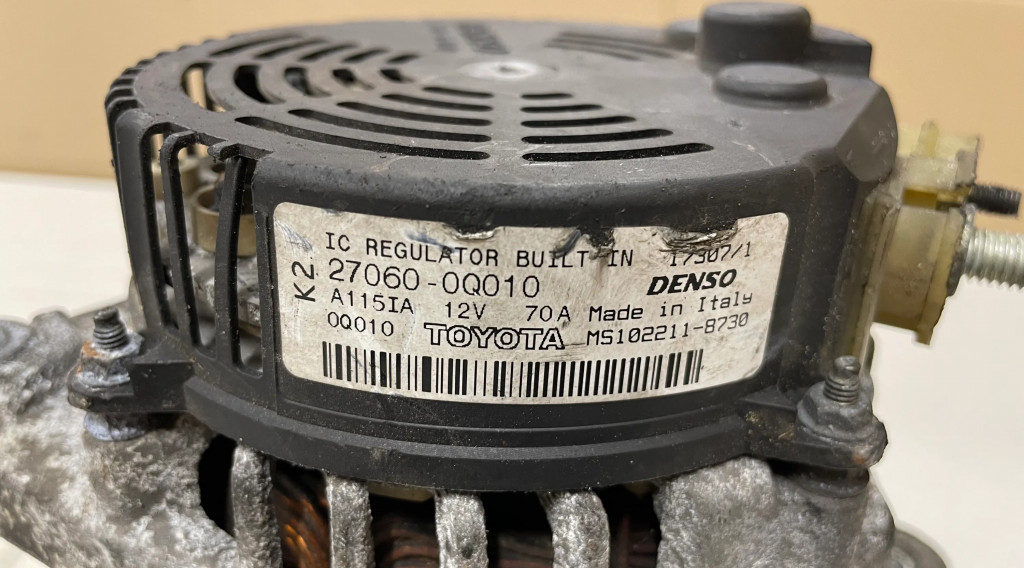 IC REGULATOR BUILT-IN 17307/1
K2. 27060-0Q010 DENSO
A115IA 12V 70A Made in Italy
0Q010 TOYOTA MS102211-8730